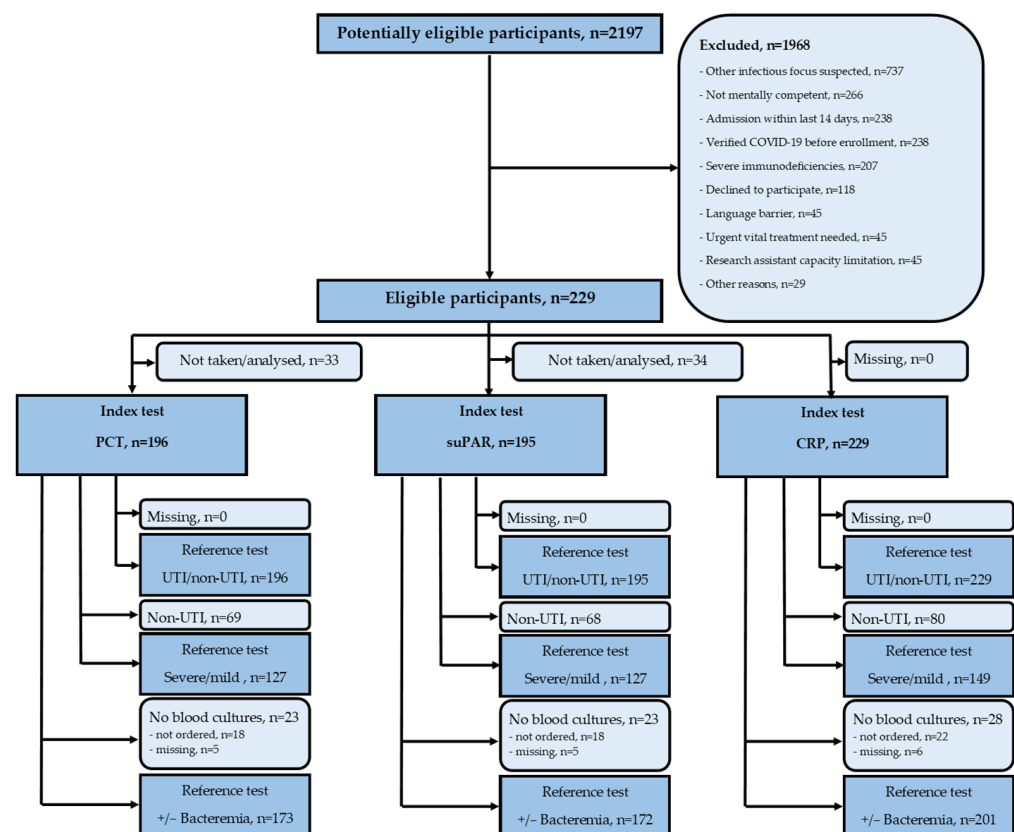 Potentially eligible participants, n=2197
Excluded, n=1968
- Other infectious focus suspected, n=737
- Not mentally competent, n=266
- Admission within last 14 days, n=238
- Verified COVID-19 before enrollment, n=238
- Severe immunodeficiencies, n=207
- Declined to participate, n=118
- Language barrier, n=45
- Urgent vital treatment needed, n=45
- Research assistant capacity limitation, n=45
- Other reasons, n=29
Eligible participants, n=229
Not taken/analysed, n=33
Not taken/analysed, n=34
Missing, n=0
Index test
PCT, n=196
Index test
suPAR, n=195
Index test
CRP, n=229
Missing, n=0
Reference test
UTI/non-UTI, n=196
Non-UTI, n=69
Reference test
Severe/mild , n=127
No blood cultures, n=23
- not ordered, n=18
- missing, n=5
Reference test
+/– Bacteremia, n=173
Missing, n=0
Reference test
UTI/non-UTI, n=195
Non-UTI, n=68
Reference test
Severe/mild , n=127
No blood cultures, n=23
- not ordered, n=18
- missing, n=5
Reference test
+/– Bacteremia, n=172
Missing, n=0
Reference test
UTI/non-UTI, n=229
Non-UTI, n=80
Reference test
Severe/mild , n=149
No blood cultures, n=28
- not ordered, n=22
- missing, n=6
Reference test
+/– Bacteremia, n=201